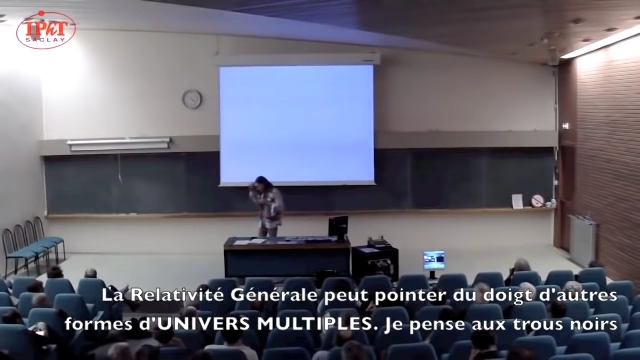 IPhT
SACLAY
La Relativité Générale peut pointer du doigt d'autres
formes d'UNIVERS MULTIPLES. Je pense aux trous noirs